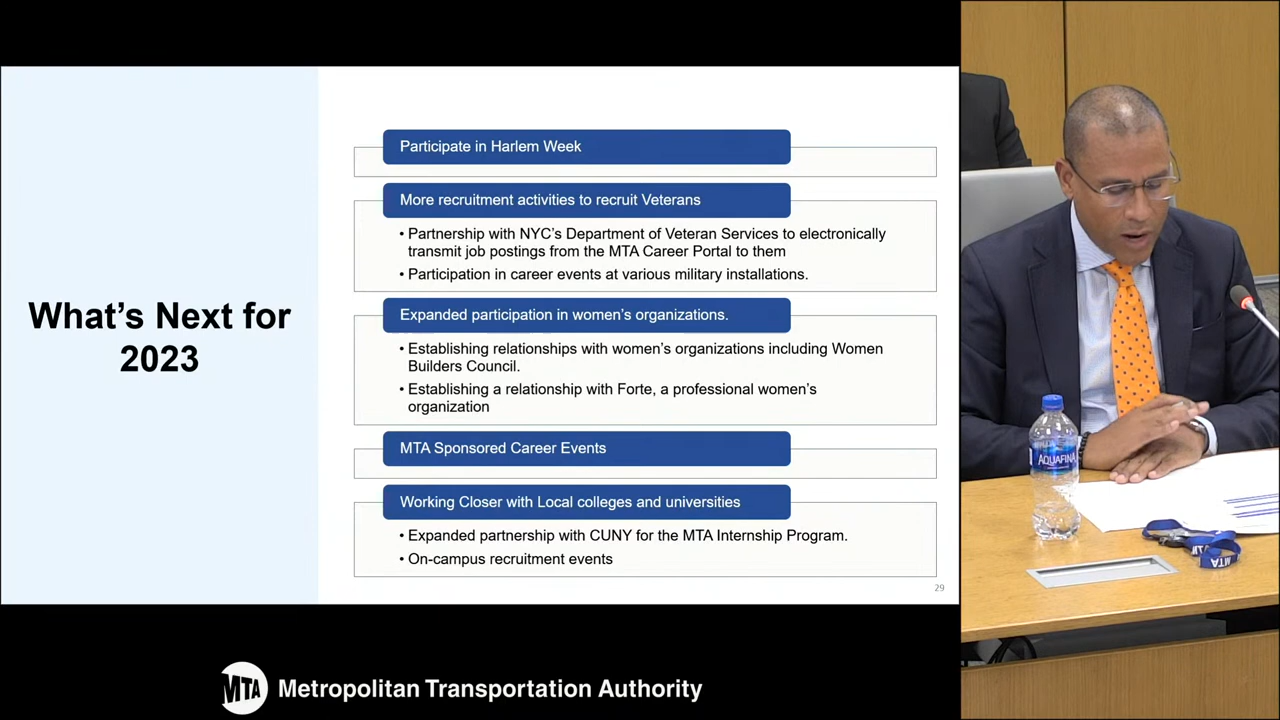 Participate in Harlem Week
More recruitment activities to recruit Veterans
• Partnership with NYC's Department of Veteran Services to electronically
transmit job postings from the MTA Career Portal to them
• Participation in career events at various military installations.
What's Next for
2023
Expanded participation in women's organizations.
• Establishing relationships with women's organizations including Women
Builders Council.
• Establishing a relationship with Forte, a professional women's
organization
MTA Sponsored Career Events
Working Closer with Local colleges and universities
• Expanded partnership with CUNY for the MTA Internship Program.
• On-campus recruitment events
29
MTA Metropolitan Transportation Authority
AQUAFINA
MTA